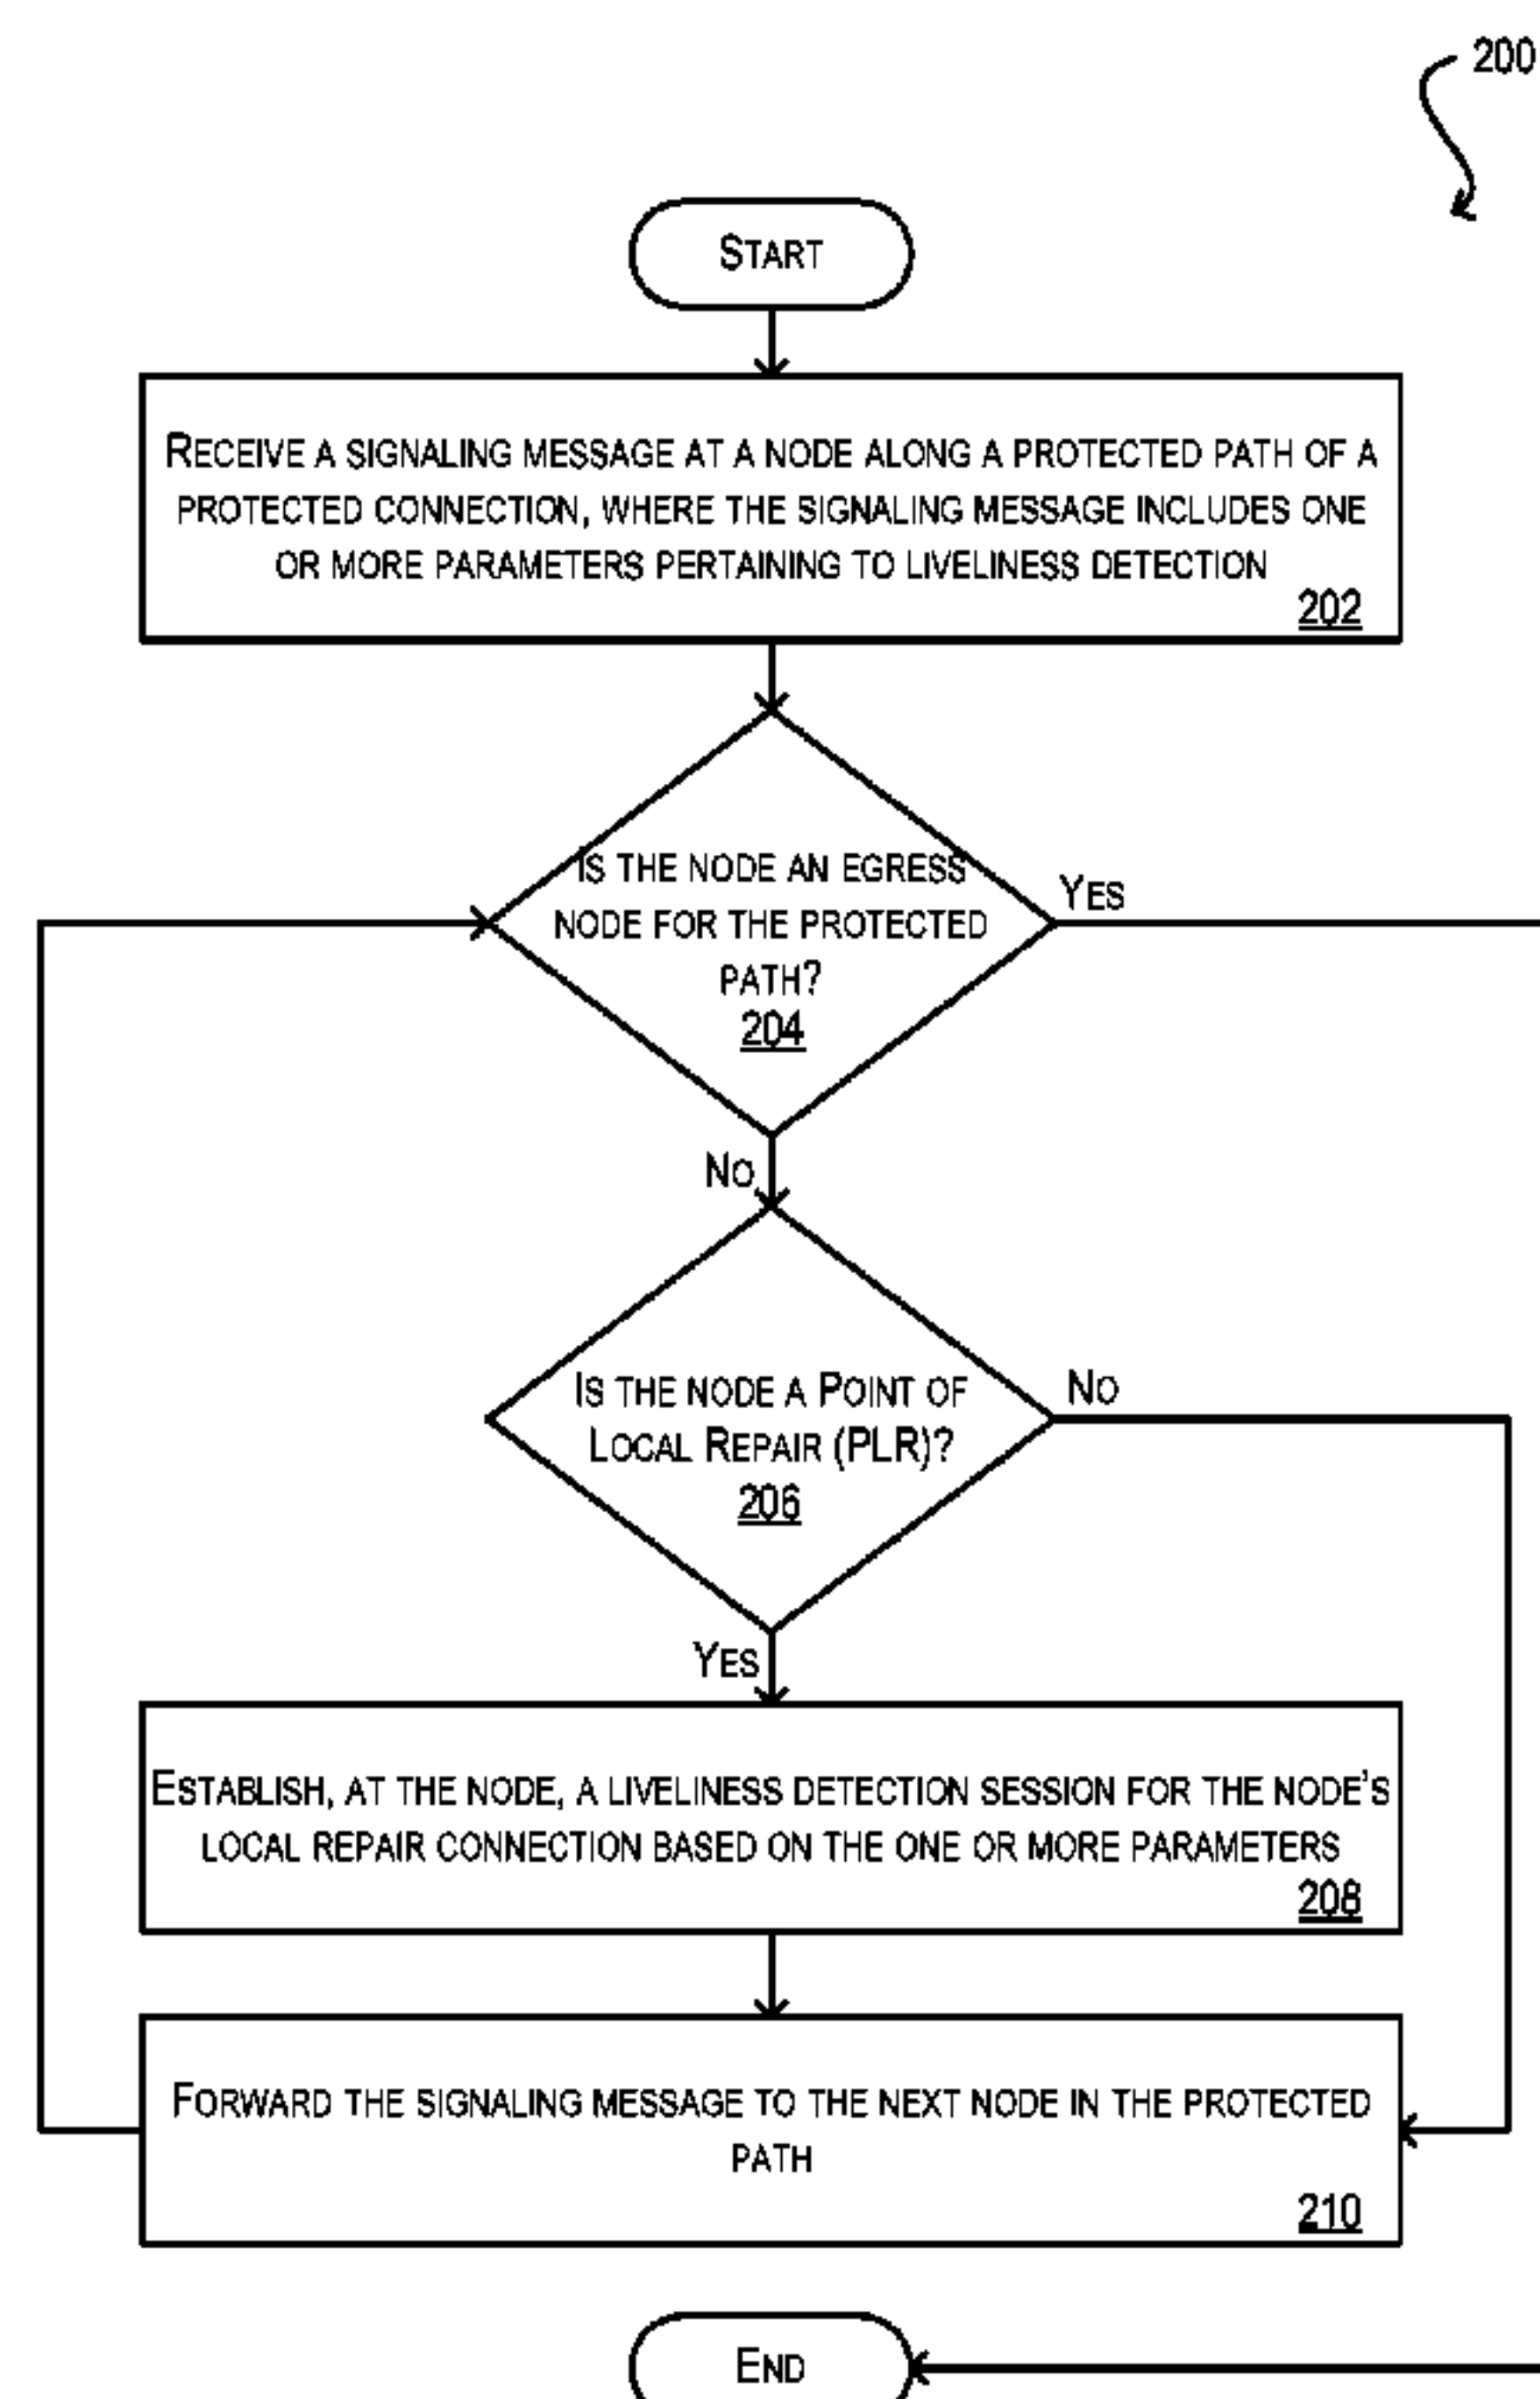 200
START
RECEIVE A SIGNALING MESSAGE AT A NODE ALONG A PROTECTED PATH OF A
PROTECTED CONNECTION, WHERE THE SIGNALING MESSAGE INCLUDES ONE
OR MORE PARAMETERS PERTAINING TO LIVELINESS DETECTION
202
IS THE NODE AN EGRESS
NODE FOR THE PROTECTED
PATH?
204
YES
NO
IS THE NODE A POINT OF
LOCAL REPAIR (PLR)?
206
NO
YES
ESTABLISH, AT THE NODE, A LIVELINESS DETECTION SESSION FOR THE NODE'S
LOCAL REPAIR CONNECTION BASED ON THE ONE OR MORE PARAMETERS
208
FORWARD THE SIGNALING MESSAGE TO THE NEXT NODE IN THE PROTECTED
PATH
210
END